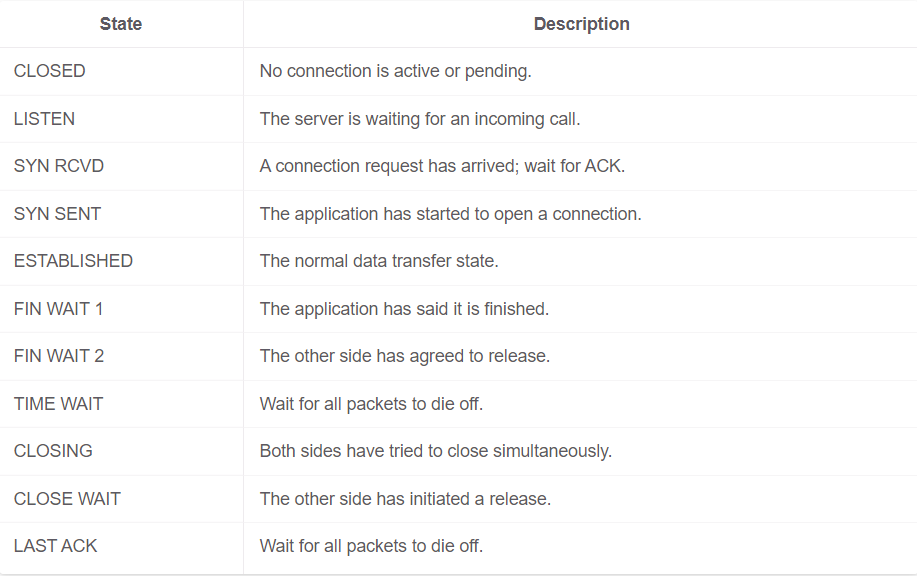 State Description
CLOSED No connection is active or pending.
LISTEN The server is waiting for an incoming call.
SYN RCVD A connection request has arrived; wait for ACK.
SYN SENT The application has started to open a connection.
ESTABLISHED The normal data transfer state.
FIN WAIT 1 The application has said it is finished.
FIN WAIT 2 The other side has agreed to release.
TIME WAIT Wait for all packets to die off.
CLOSING Both sides have tried to close simultaneously.
CLOSE WAIT The other side has initiated a release.
LAST ACK Wait for all packets to die off.